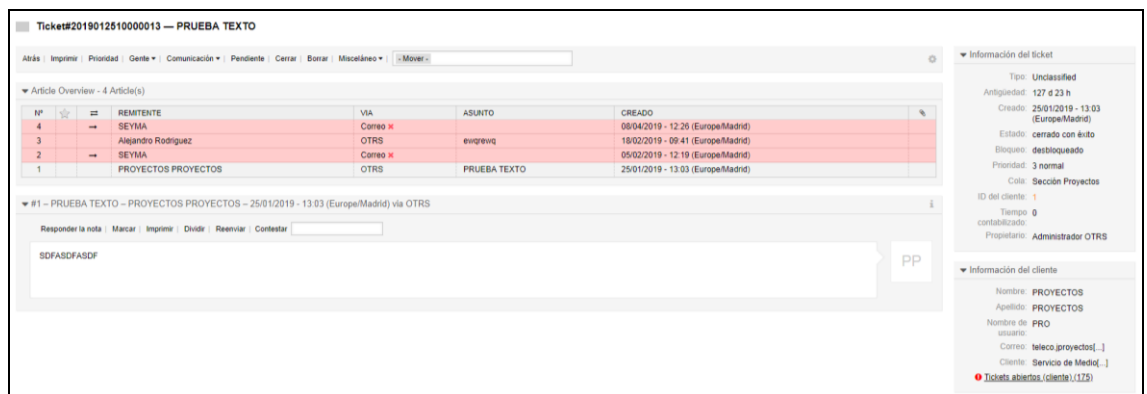 Ticket#2019012510000013 — PRUEBA TEXTO
Atrás | Imprimir | Prioridad | Gente | Comunicación | Pendiente | Cerrar | Borrar | Misceláneo | - Mover -
Article Overview - 4 Article(s)
Nº REMITENTE VIA ASUNTO CREADO
4 SEYMA Correo 08/04/2019 - 12:26 (Europe/Madrid)
3 Alejandro Rodriguez OTRS ewqrewq 18/02/2019 - 09:41 (Europe/Madrid)
2 SEYMA Correo 05/02/2019 - 12:19 (Europe/Madrid)
1 PROYECTOS PROYECTOS OTRS PRUEBA TEXTO 25/01/2019 - 13:03 (Europe/Madrid)
#1 – PRUEBA TEXTO – PROYECTOS PROYECTOS – 25/01/2019 - 13:03 (Europe/Madrid) via OTRS
Responder la nota | Marcar | Imprimir | Dividir | Reenviar | Contestar
SDFASDFASDF
PP
Información del ticket
Tipo: Unclassified
Antigüedad: 127 d 23 h
Creado: 25/01/2019 - 13:03
(Europe/Madrid)
Estado: cerrado con éxito
Bloqueo: desbloqueado
Prioridad: 3 normal
Cola: Sección Proyectos
ID del cliente: 1
Tiempo 0
contabilizado:
Propietario: Administrador OTRS
Información del cliente
Nombre: PROYECTOS
Apellido: PROYECTOS
Nombre de PRO
usuario:
Correo: teleco.jproyectos[...]
Cliente: Servicio de Medio[...]
Tickets abiertos (cliente) (175)